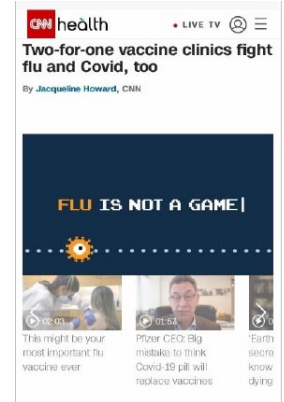 CNN health
LIVE TV
Two-for-one vaccine clinics fight
flu and Covid, too
By Jacqueline Howard, CNN
FLU IS NOT A GAME
02:03
01:57
This might be your
most important flu
vaccine ever
Pfizer CEO: Big
mistake to think
Covid-19 pill will
replace vaccines
'Earth
secre
know
dying